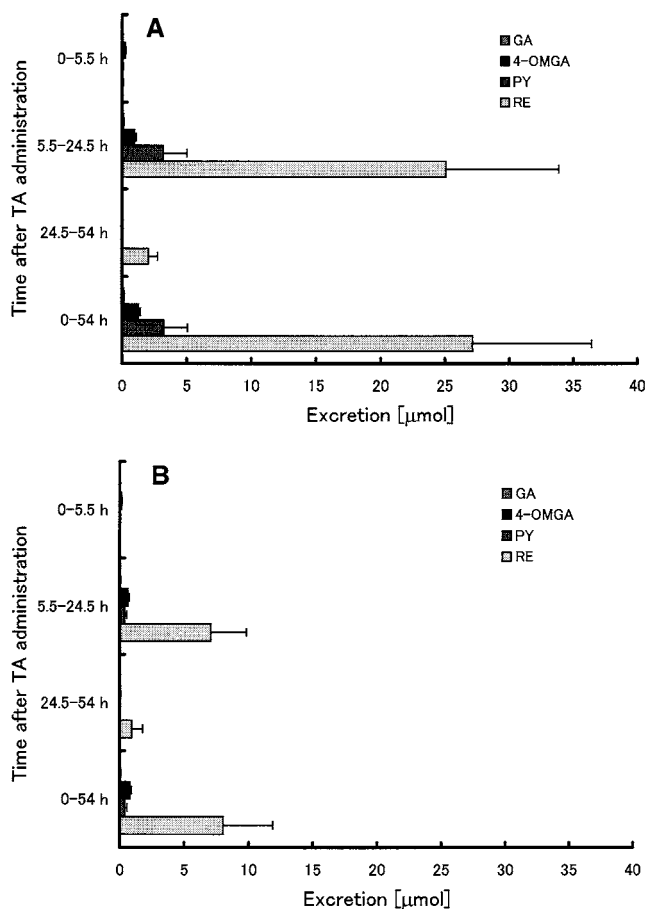 A
GA
4-OMGA
PY
RE
Time after TA administration
0-5.5 h
5.5-24.5 h
24.5-54 h
0-54 h
0 5 10 15 20 25 30 35 40
Excretion [μmol]
B
GA
4-OMGA
PY
RE
Time after TA administration
0-5.5 h
5.5-24.5 h
24.5-54 h
0-54 h
0 5 10 15 20 25 30 35 40
Excretion [μmol]